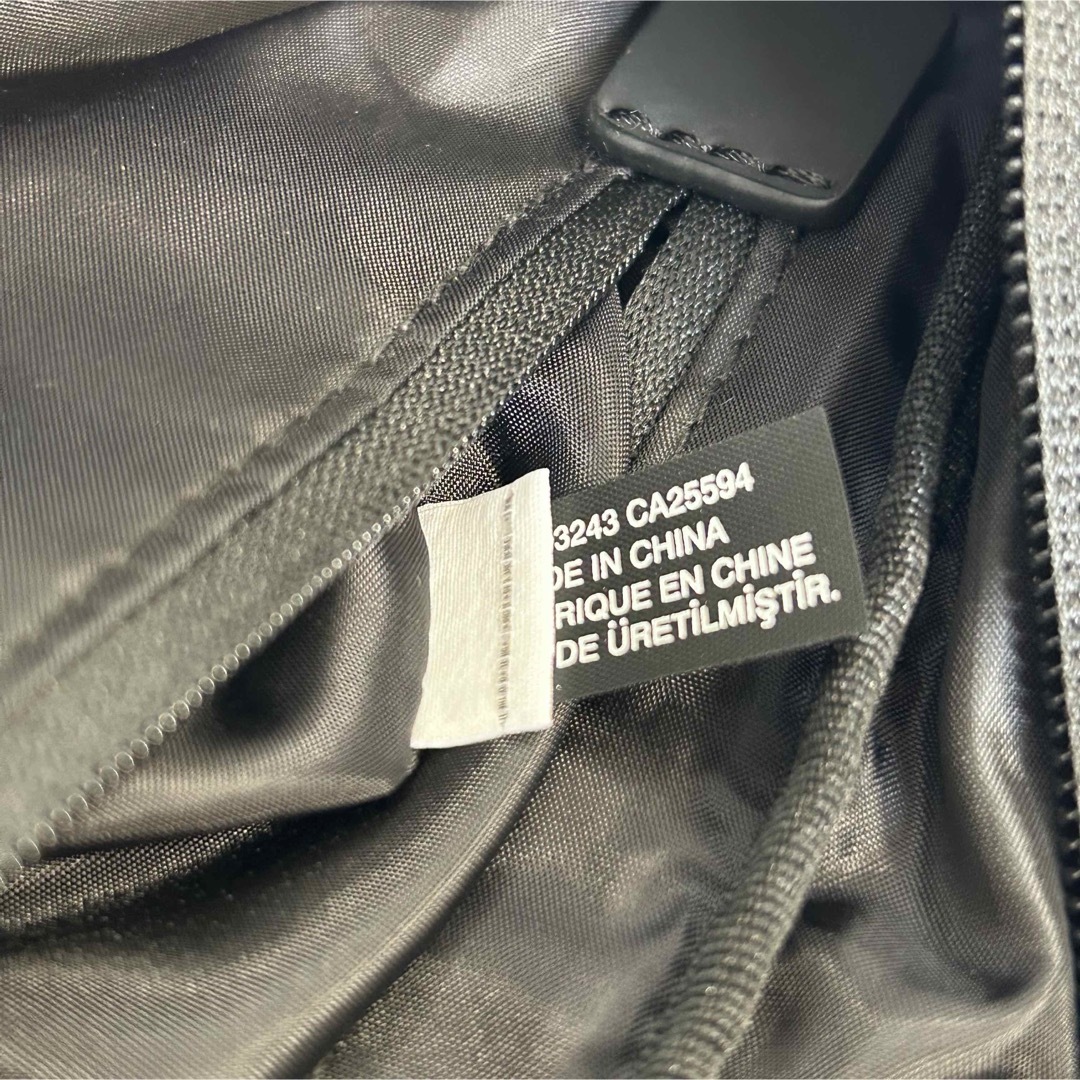 3243 CA25594
DE IN CHINA
RIQUE EN CHINE
DE ÜRETİLMİŞTİR.